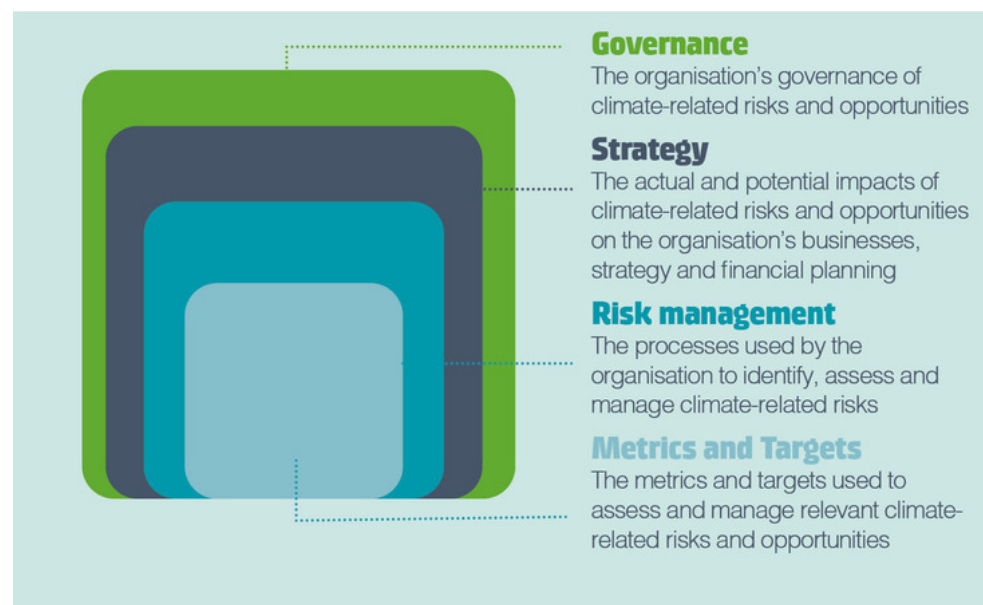 Governance
The organisation's governance of
climate-related risks and opportunities
Strategy
The actual and potential impacts of
climate-related risks and opportunities
on the organisation's businesses,
strategy and financial planning
Risk management
The processes used by the
organisation to identify, assess and
manage climate-related risks
Metrics and Targets
The metrics and targets used to
assess and manage relevant climate-
related risks and opportunities